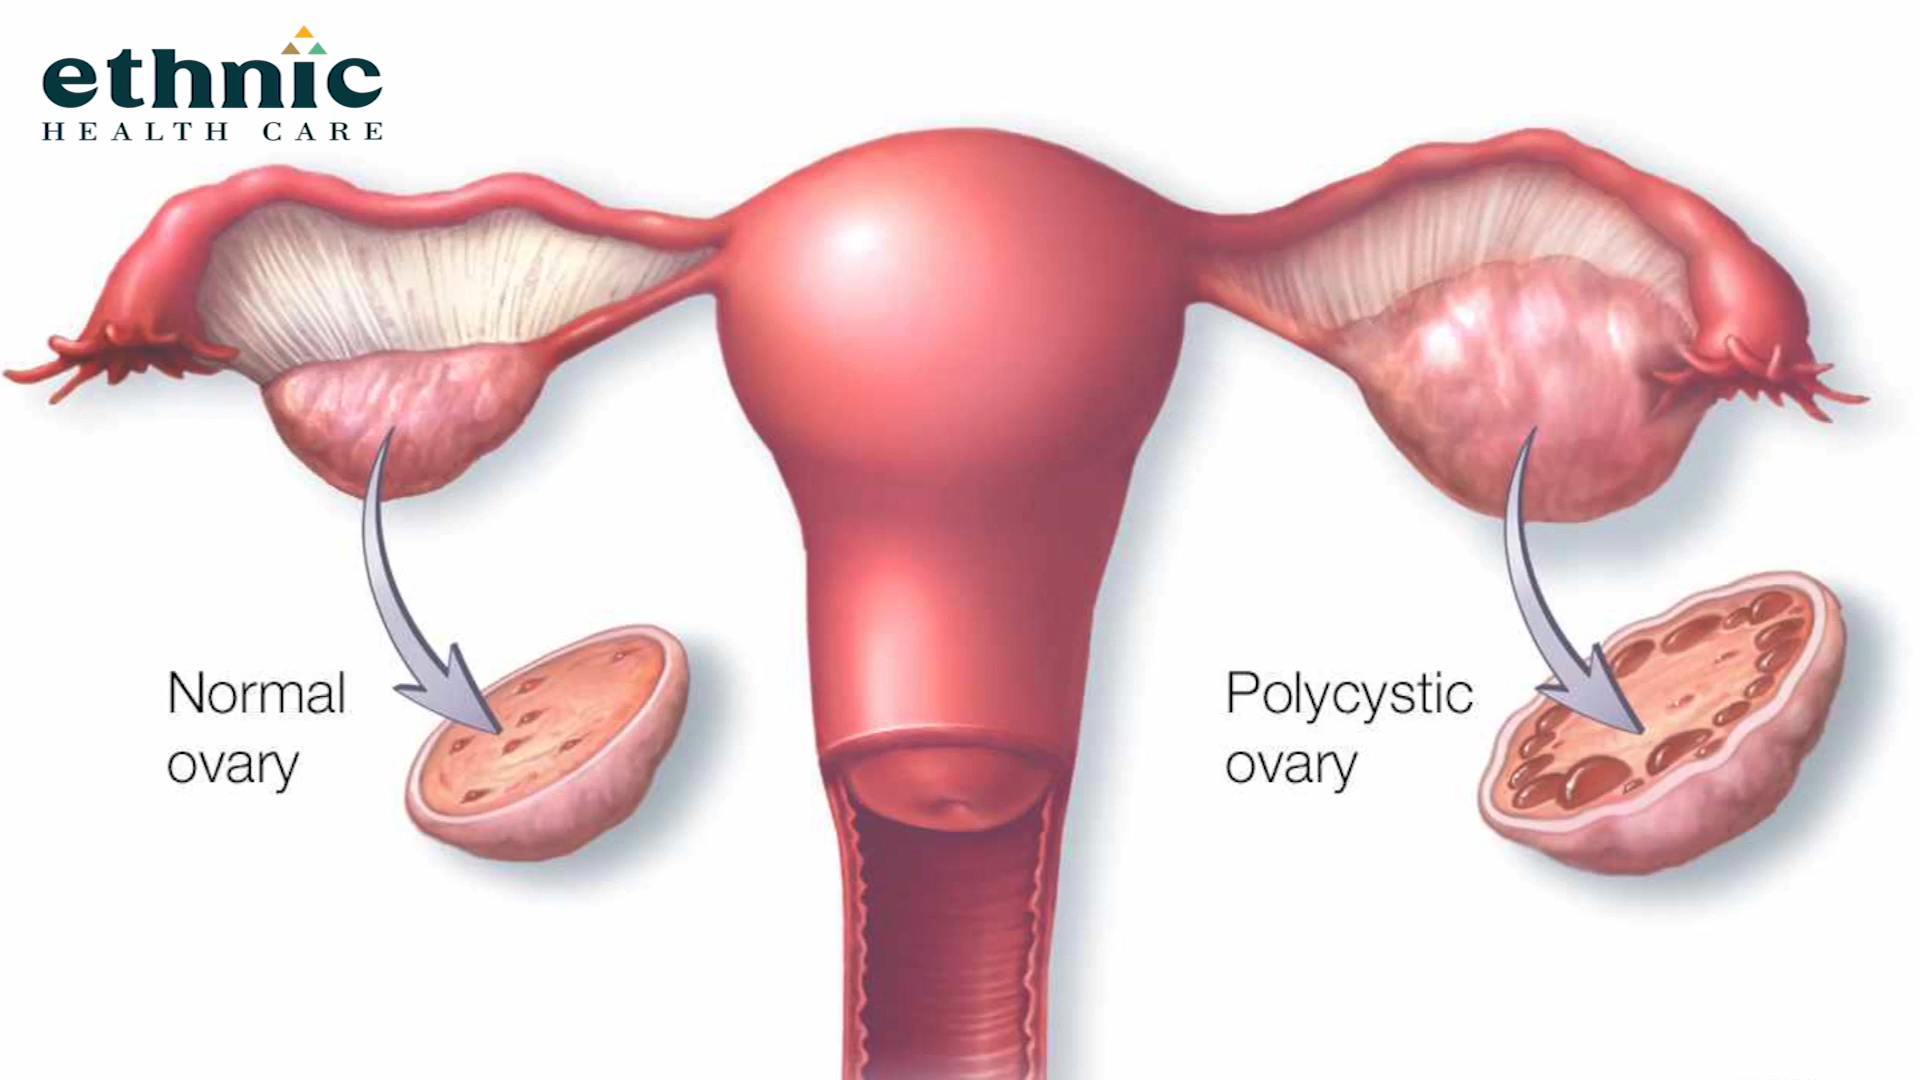 ethnic
HEALTH CARE
Normal
ovary
Polycystic
ovary